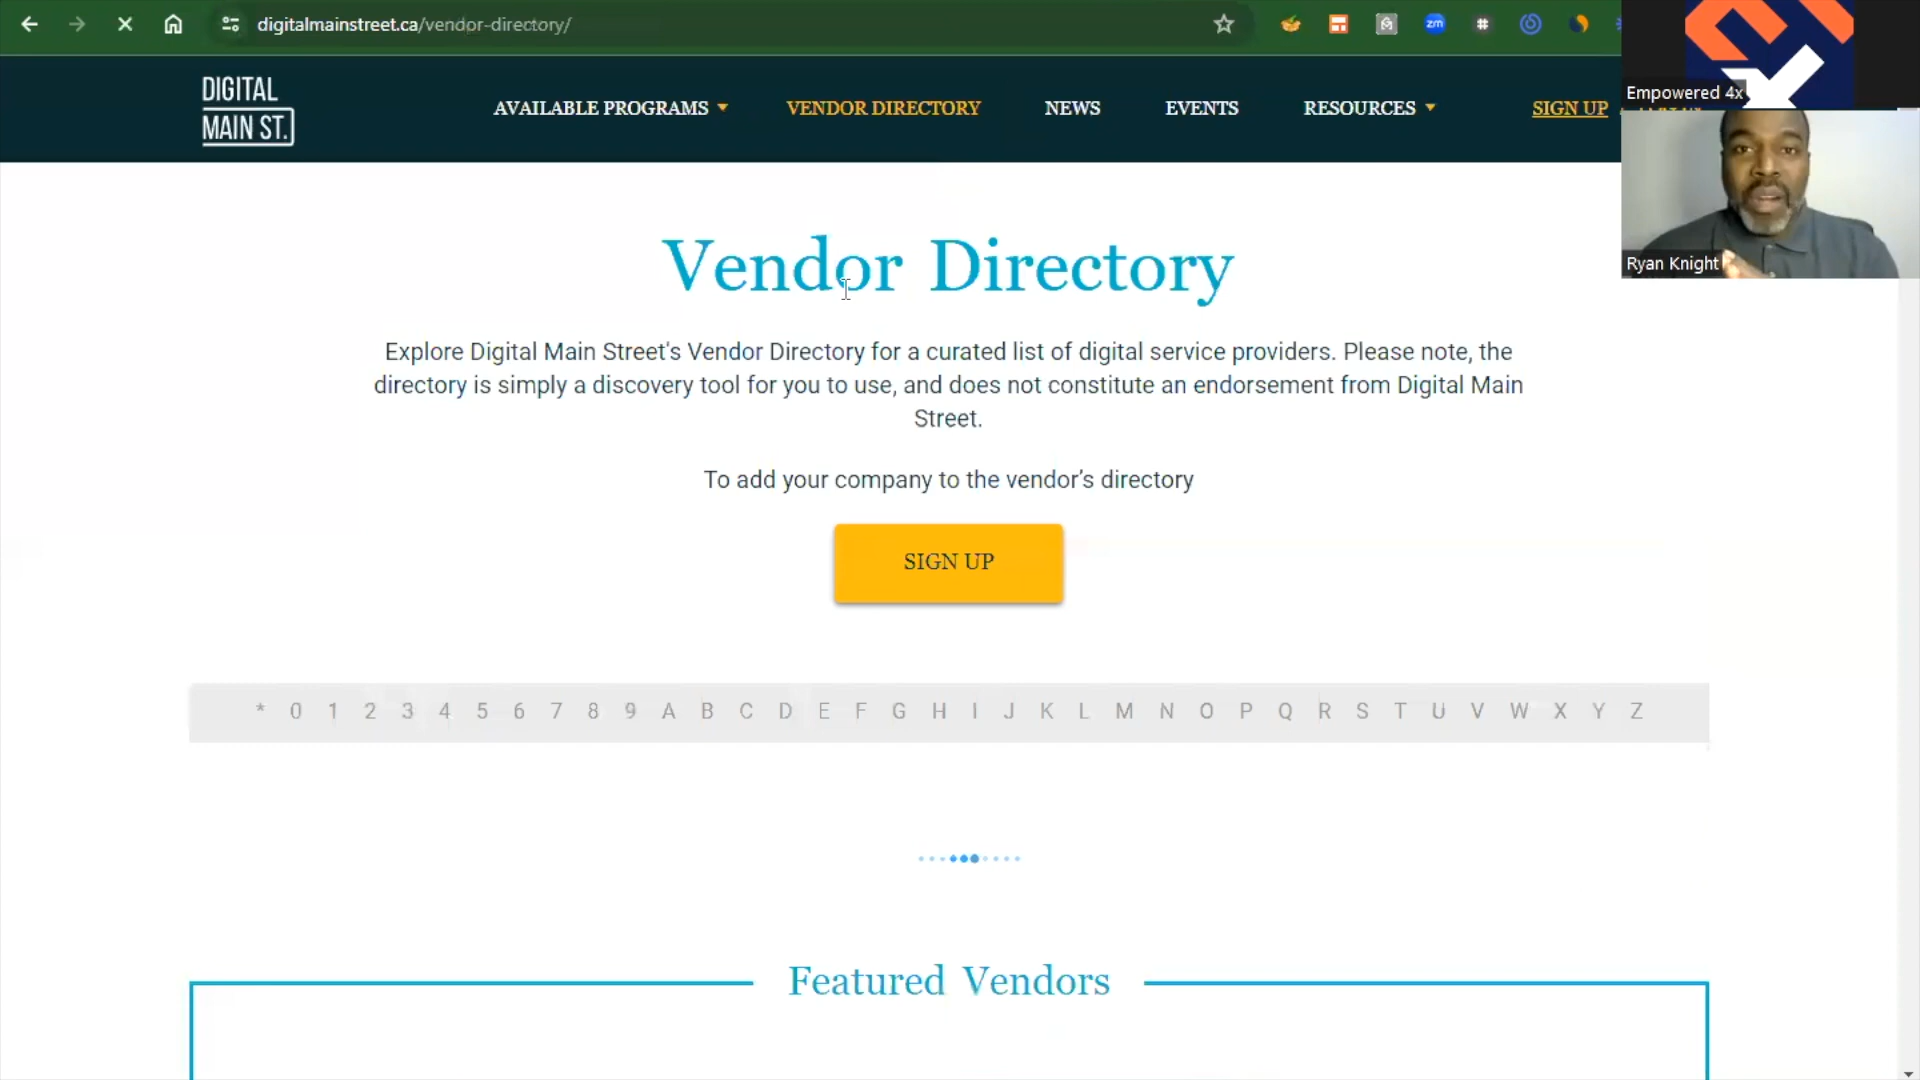 digitalmainstreet.ca/vendor-directory/
zm
#
Empowered 4x
DIGITAL
MAIN ST.
AVAILABLE PROGRAMS
VENDOR DIRECTORY
NEWS
EVENTS
RESOURCES
SIGN UP
Ryan Knight
Vendor Directory
Explore Digital Main Street's Vendor Directory for a curated list of digital service providers. Please note, the
directory is simply a discovery tool for you to use, and does not constitute an endorsement from Digital Main
Street.
To add your company to the vendor’s directory
SIGN UP
* 0 1 2 3 4 5 6 7 8 9 A B C D E F G H I J K L M N O P Q R S T U V W X Y Z
Featured Vendors